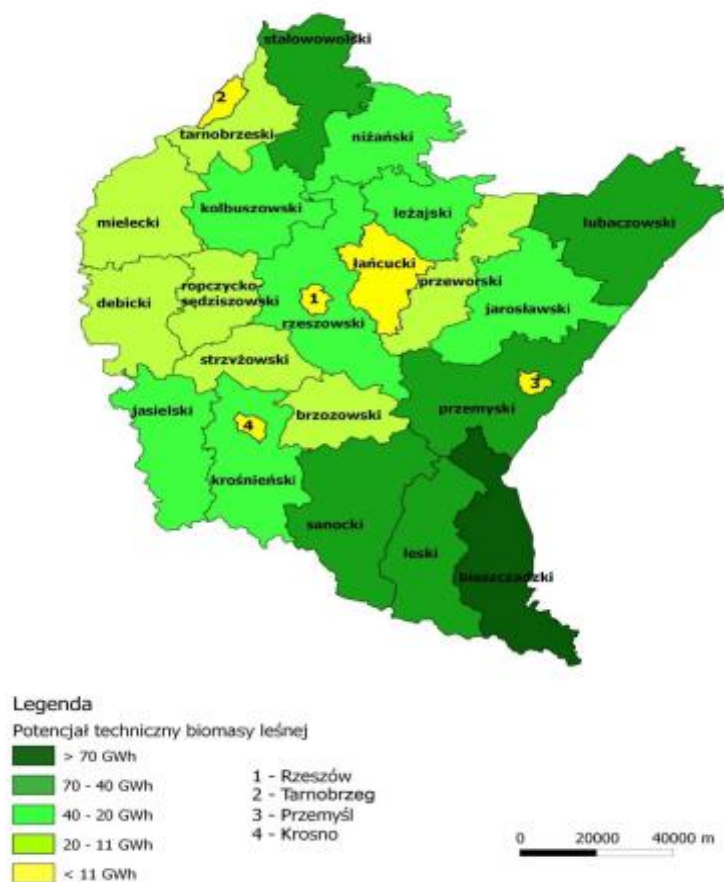 stalowowolski
2
tarnobrzeski
niżański
mielecki
kolbuszowski
leżajski
lubaczowski
łańcucki
debicki
ropczycko-
sędziszowski
1
rzeszowski
przeworski
jarosławski
strzyżowski
jasielski
4
brzozowski
przemyski
3
krośnieński
sanocki
leski
bieszczadzki
Legenda
Potencjał techniczny biomasy leśnej
> 70 GWh
70 - 40 GWh
40 - 20 GWh
20 - 11 GWh
< 11 GWh
1 - Rzeszów
2 - Tarnobrzeg
3 - Przemyśl
4 - Krosno
0 20000 40000 m